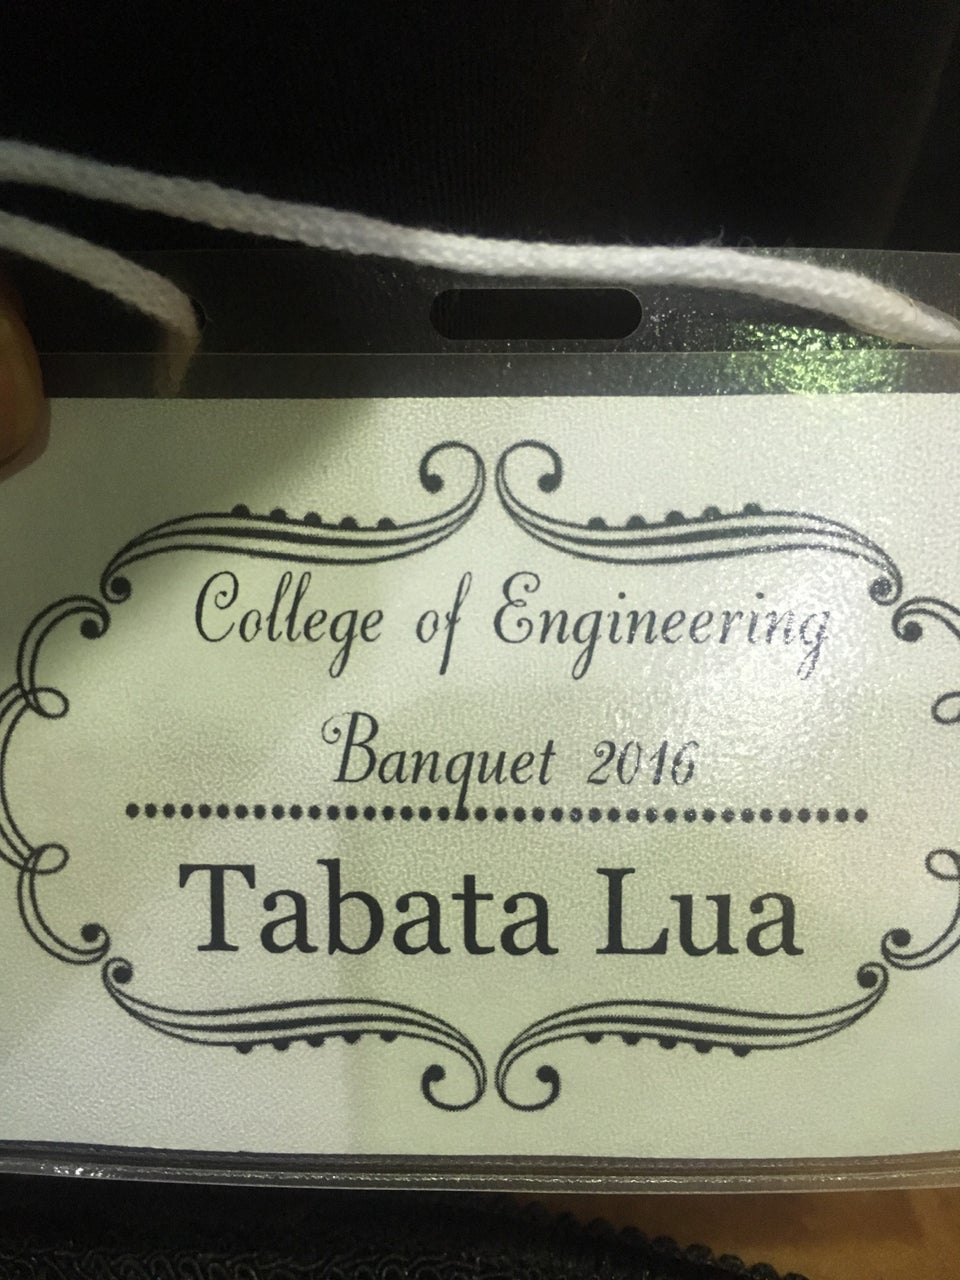 College of Engineering
Banquet 2016
Tabata Lua